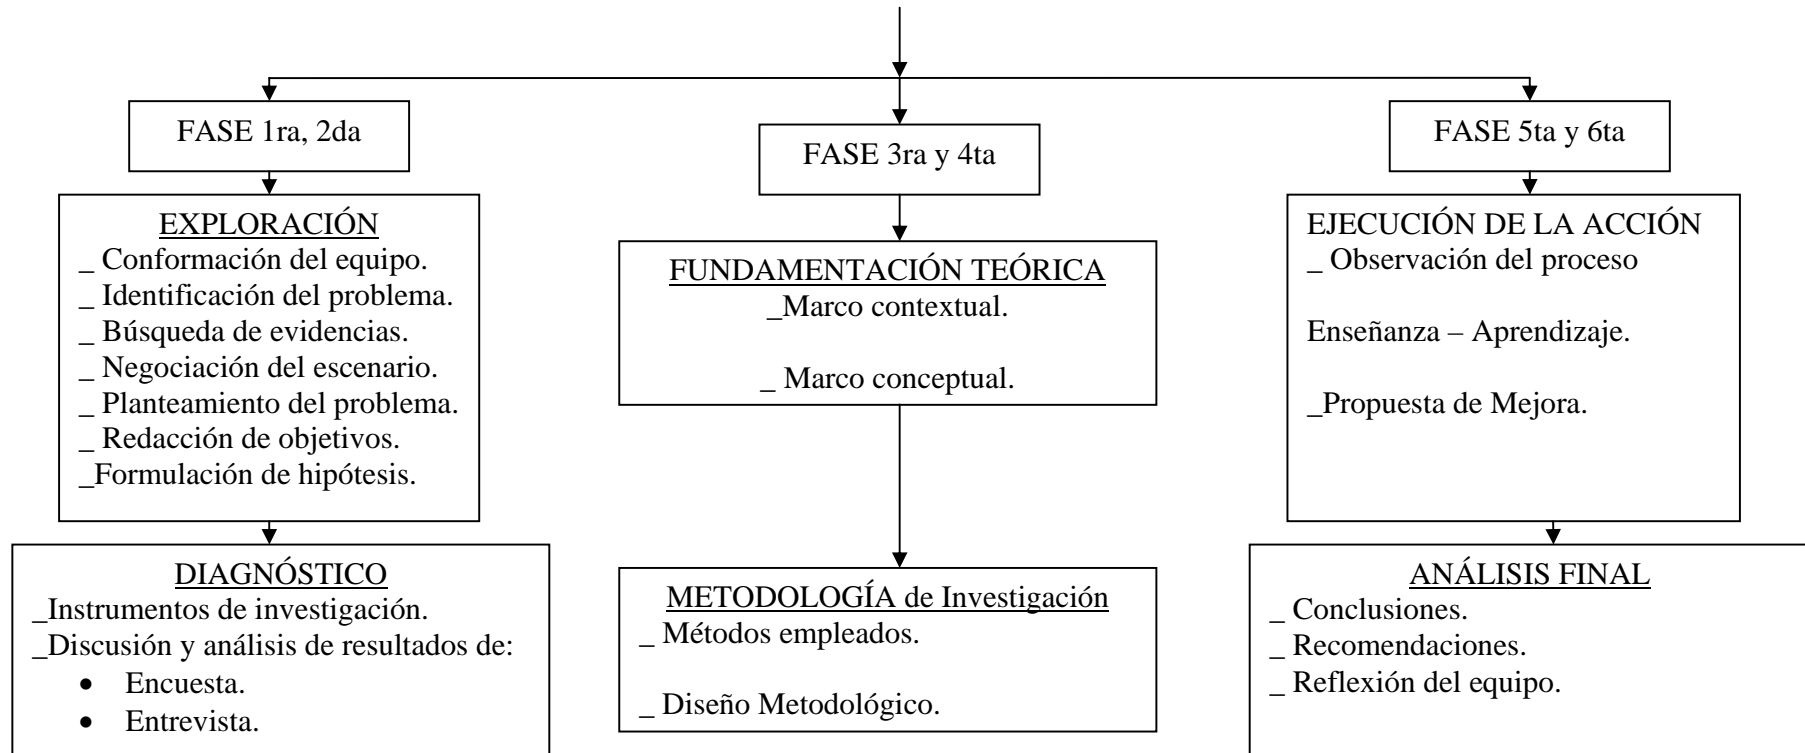 FASE 1ra, 2da
EXPLORACIÓN
_ Conformación del equipo.
_ Identificación del problema.
_ Búsqueda de evidencias.
_ Negociación del escenario.
_ Planteamiento del problema.
_ Redacción de objetivos.
_Formulación de hipótesis.
DIAGNÓSTICO
_Instrumentos de investigación.
_Discusión y análisis de resultados de:
• Encuesta.
• Entrevista.
FASE 3ra y 4ta
FUNDAMENTACIÓN TEÓRICA
_Marco contextual.
_ Marco conceptual.
METODOLOGÍA de Investigación
_ Métodos empleados.
_ Diseño Metodológico.
FASE 5ta y 6ta
EJECUCIÓN DE LA ACCIÓN
_ Observación del proceso
Enseñanza – Aprendizaje.
_Propuesta de Mejora.
ANÁLISIS FINAL
_ Conclusiones.
_ Recomendaciones.
_ Reflexión del equipo.